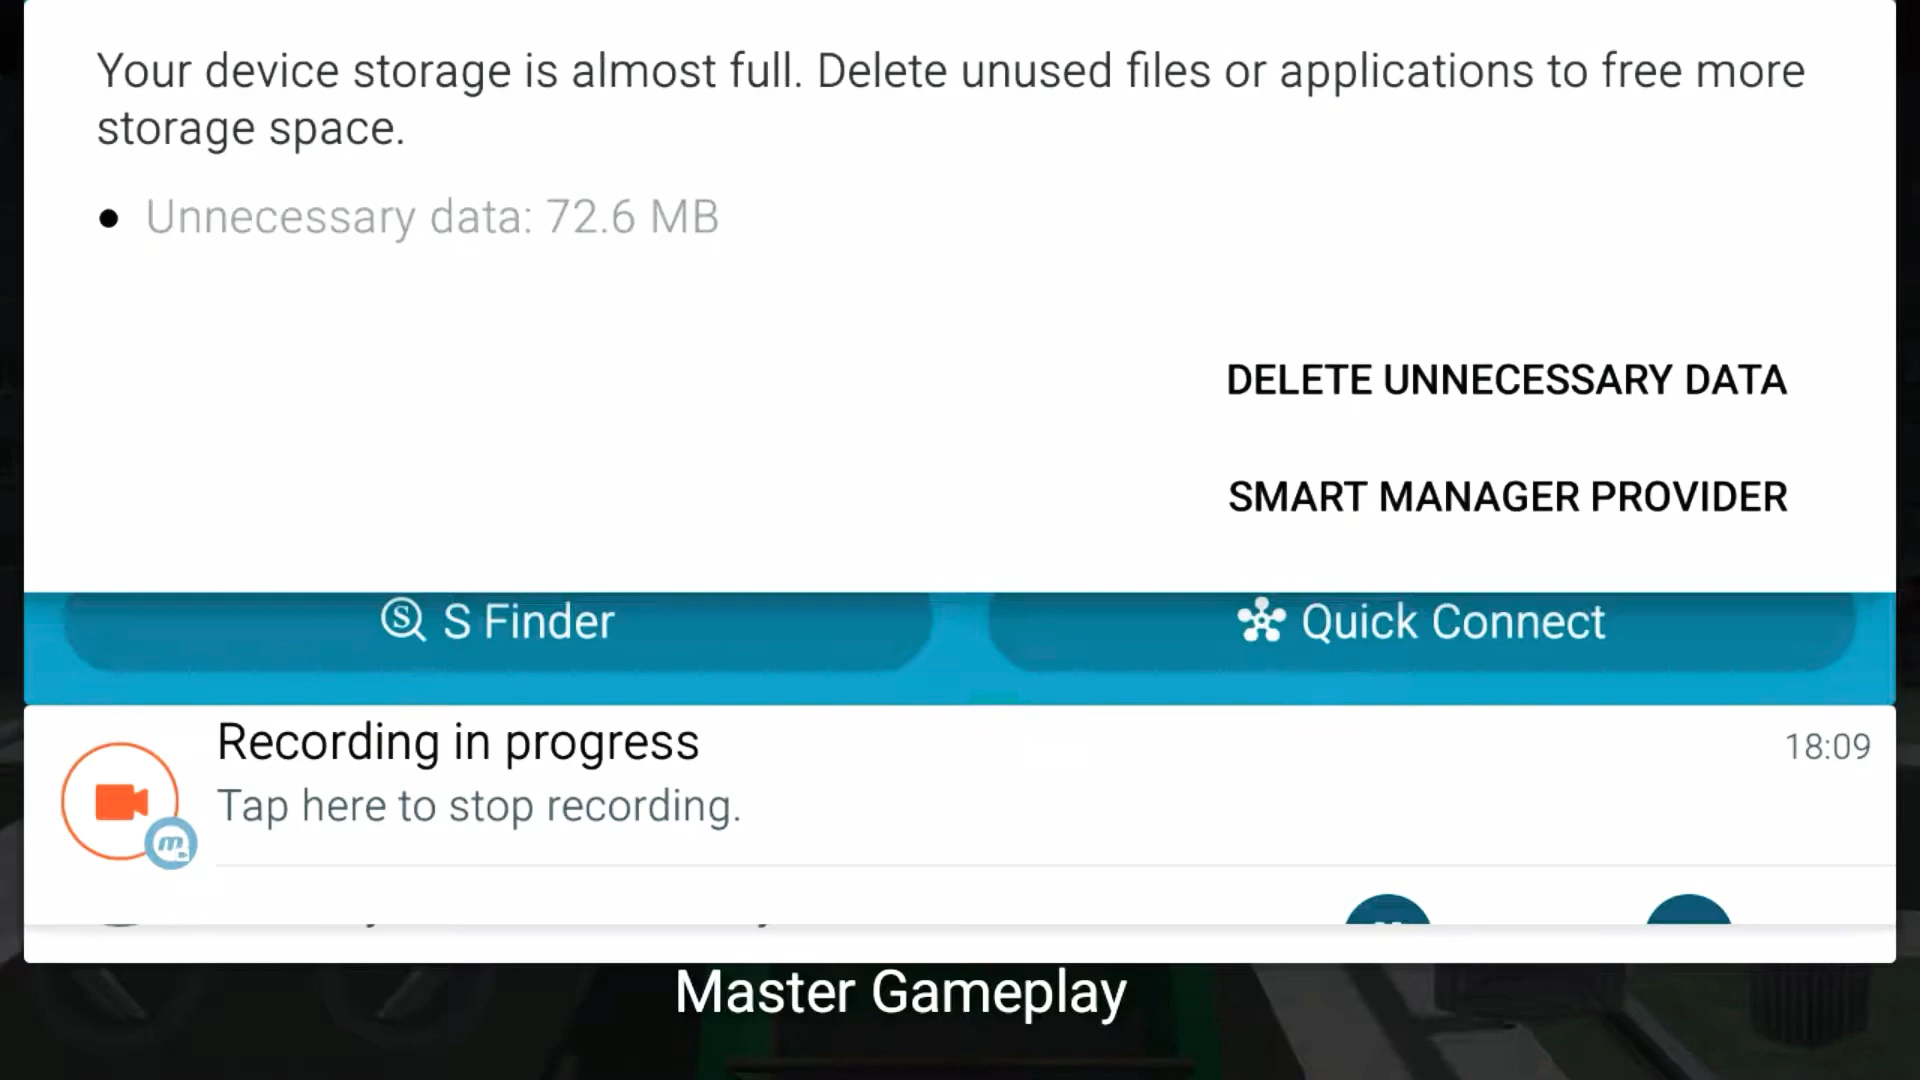 Your device storage is almost full. Delete unused files or applications to free more
storage space.
● Unnecessary data: 72.6 MB
DELETE UNNECESSARY DATA
SMART MANAGER PROVIDER
S Finder
Quick Connect
Recording in progress
18:09
Tap here to stop recording.
Master Gameplay